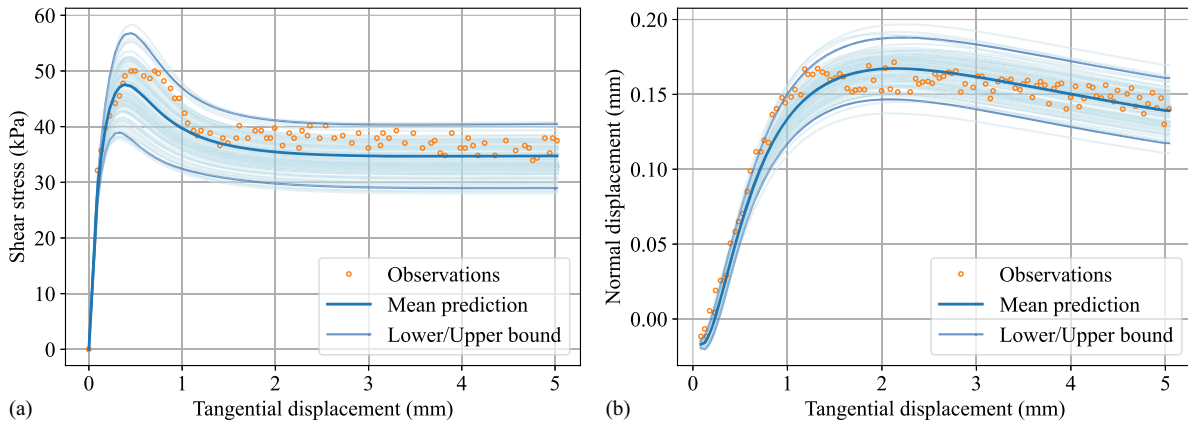 60
50
40
30
20
10
0
Shear stress (kPa)
Observations
Mean prediction
Lower/Upper bound
0 1 2 3 4 5
(a) Tangential displacement (mm)
0.20
0.15
0.10
0.05
0.00
Normal displacement (mm)
Observations
Mean prediction
Lower/Upper bound
0 1 2 3 4 5
(b) Tangential displacement (mm)